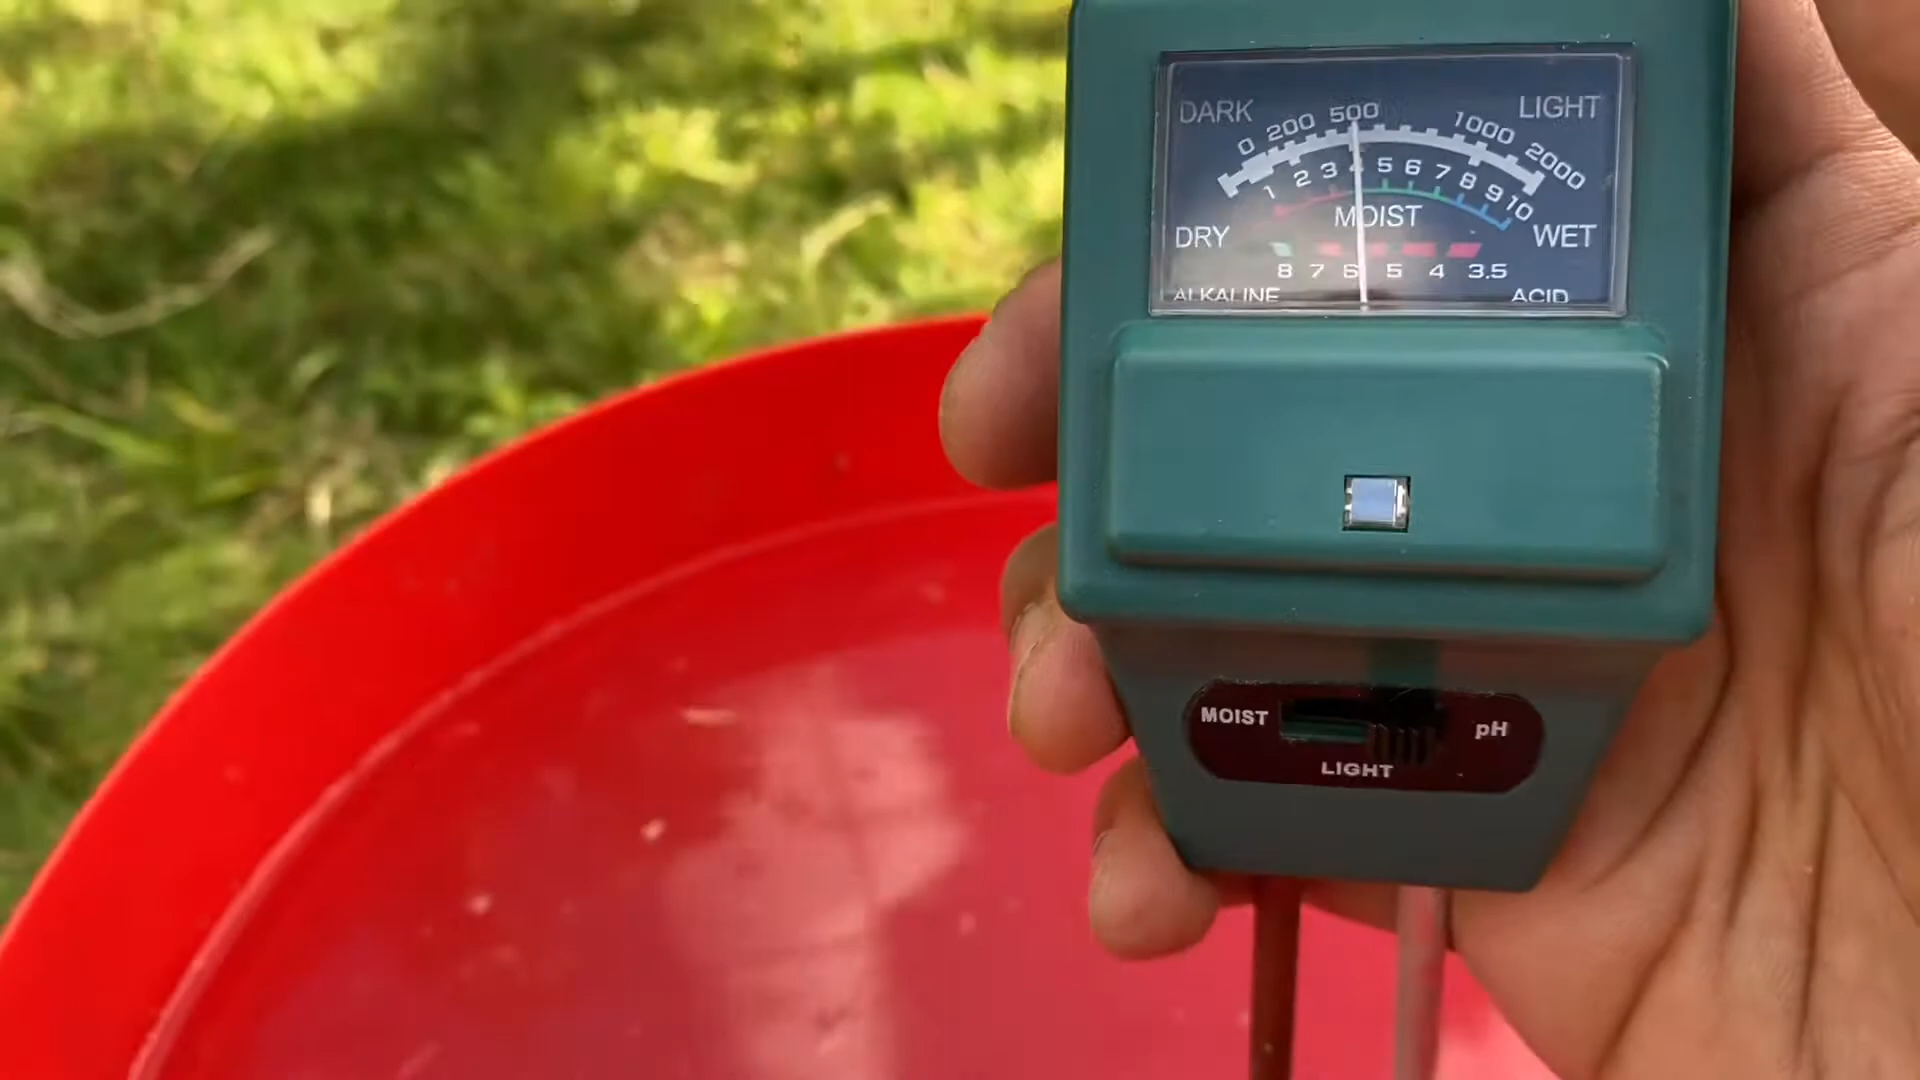 DARK LIGHT
0 200 500 1000 2000
1 2 3 4 5 6 7 8 9 10
MOIST
DRY WET
8 7 6 5 4 3.5
ALKALINE ACID
MOIST pH
LIGHT